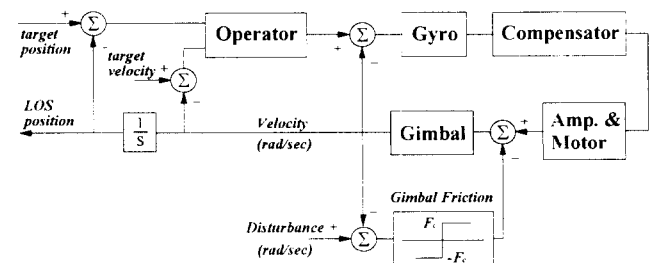 +
Σ
+
target
position
-
target
velocity
+
Σ
−
Operator
+
Σ
−
Gyro
Compensator
LOS
position
1
S
Velocity
(rad/sec)
Gimbal
Σ
+
−
Amp. &
Motor
Gimbal Friction
Disturbance
+
(rad/sec)
−
Σ
Fc
-Fc